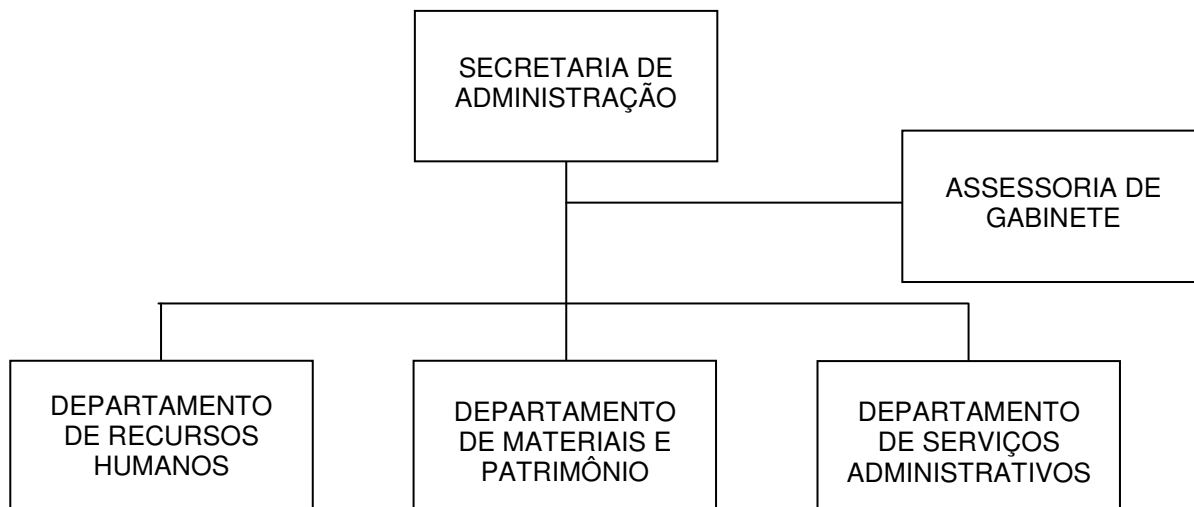 SECRETARIA DE
ADMINISTRAÇÃO
ASSESSORIA DE
GABINETE
DEPARTAMENTO
DE RECURSOS
HUMANOS
DEPARTAMENTO
DE MATERIAIS E
PATRIMÔNIO
DEPARTAMENTO
DE SERVIÇOS
ADMINISTRATIVOS